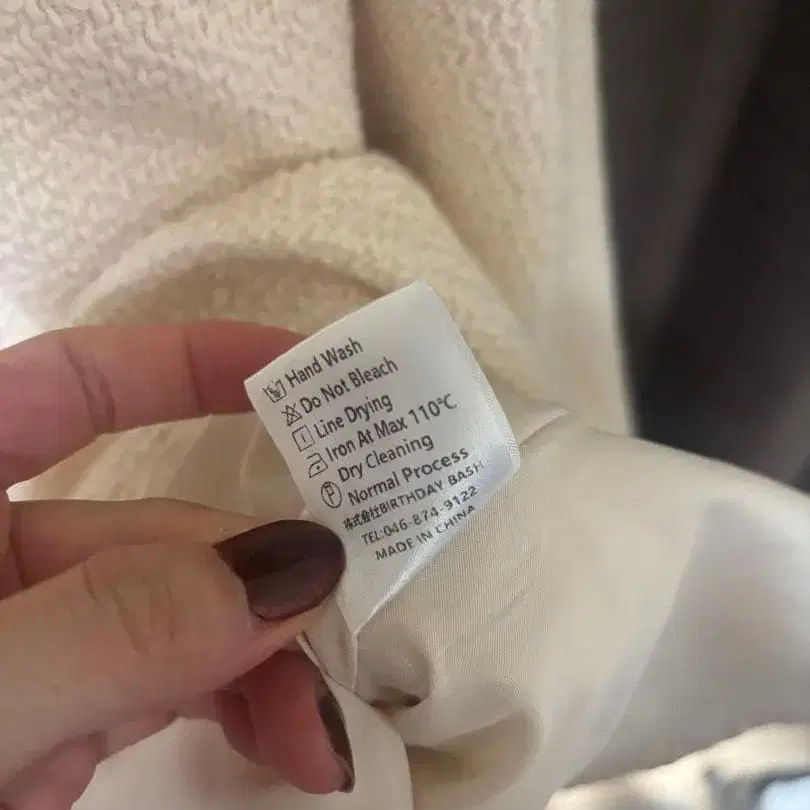 Hand Wash
Do Not Bleach
Line Drying
Iron At Max 110℃
Dry Cleaning
Normal Process
株式会社BIRTHDAY BASH
TEL:046-874-9122
MADE IN CHINA